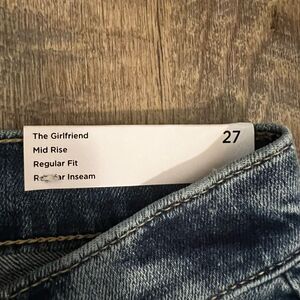 The Girlfriend 27
Mid Rise
Regular Fit
Inseam